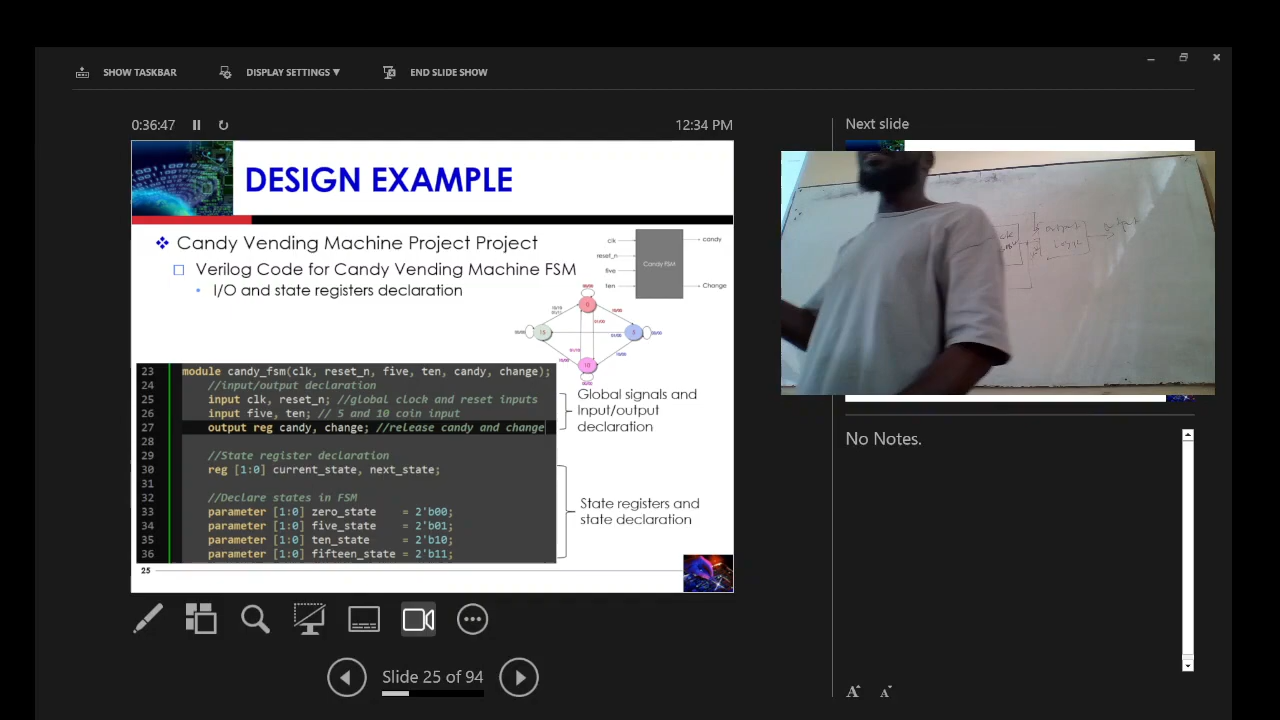 SHOW TASKBAR DISPLAY SETTINGS ▼ END SLIDE SHOW
0:36:47 12:34 PM
DESIGN EXAMPLE
Candy Vending Machine Project Project
Verilog Code for Candy Vending Machine FSM
I/O and state registers declaration
clk
reset_n
five
ten
Candy FSM
candy
Change
0
15
5
10
23 module candy_fsm(clk, reset_n, five, ten, candy, change);
24 //input/output declaration
25 input clk, reset_n; //global clock and reset inputs
26 input five, ten; // 5 and 10 coin input
27 output reg candy, change; //release candy and change
28
29 //State register declaration
30 reg [1:0] current_state, next_state;
31
32 //Declare states in FSM
33 parameter [1:0] zero_state = 2'b00;
34 parameter [1:0] five_state = 2'b01;
35 parameter [1:0] ten_state = 2'b10;
36 parameter [1:0] fifteen_state = 2'b11;
Global signals and
Input/output
declaration
State registers and
state declaration
25
Slide 25 of 94
Next slide
No Notes.
A A